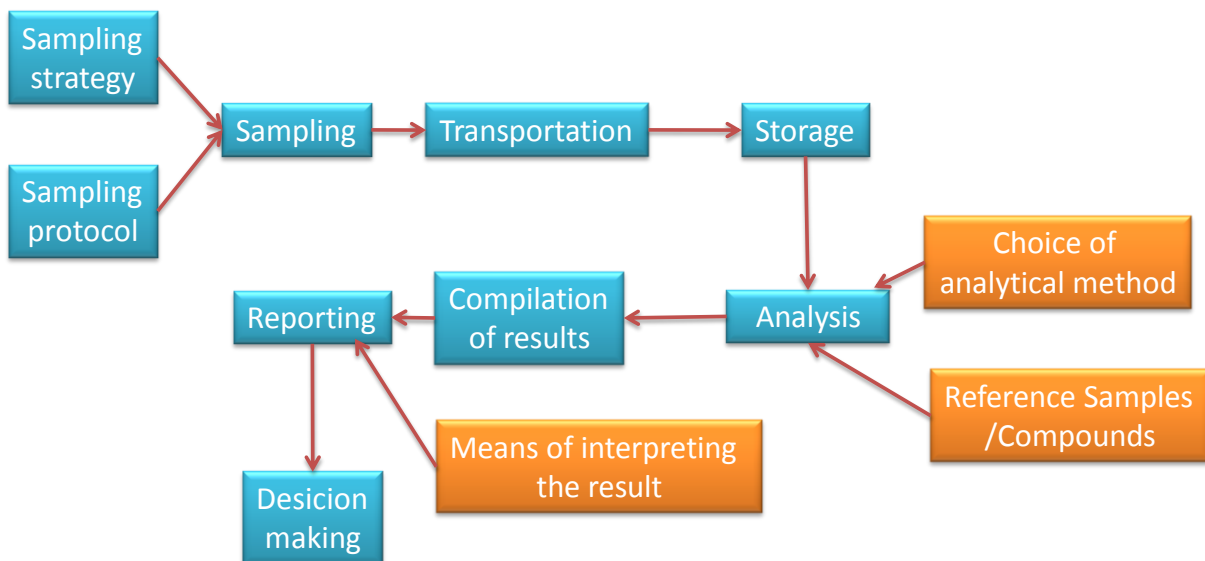 Sampling
strategy
Sampling
protocol
Sampling
Transportation
Storage
Choice of
analytical method
Reference Samples
/Compounds
Analysis
Compilation
of results
Reporting
Means of interpreting
the result
Desicion
making